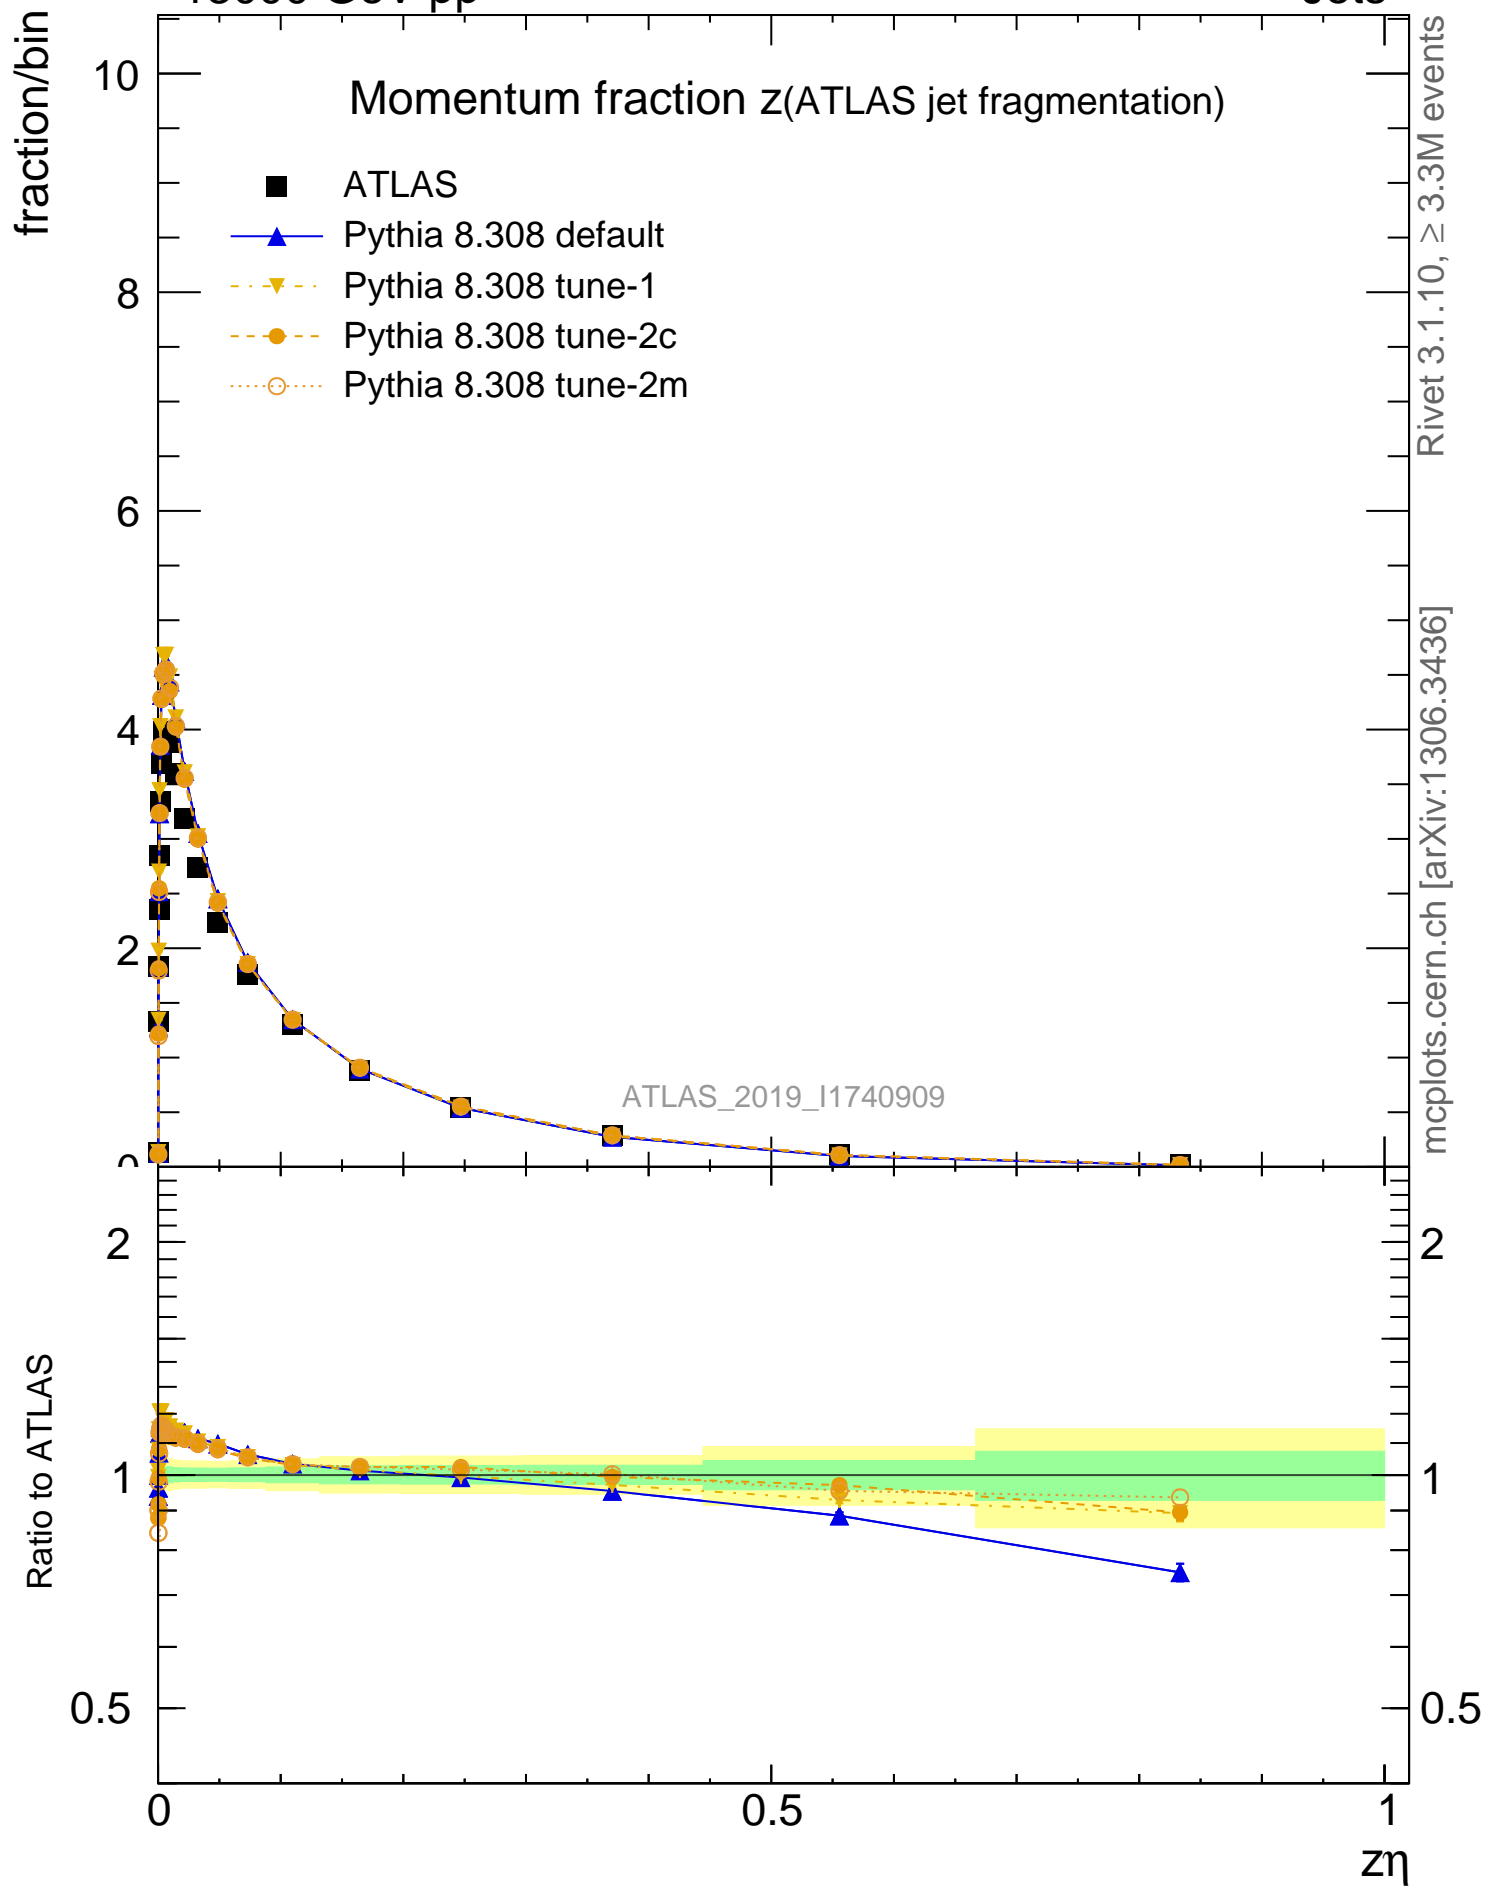 fraction/bin
10
8
6
4
2
0
Momentum fraction z(ATLAS jet fragmentation)
ATLAS
Pythia 8.308 default
Pythia 8.308 tune-1
Pythia 8.308 tune-2c
Pythia 8.308 tune-2m
ATLAS_2019_I1740909
Rivet 3.1.10, ≥ 3.3M events
mcplots.cern.ch [arXiv:1306.3436]
Ratio to ATLAS
2
1
0.5
2
1
0.5
0
0.5
1
zη